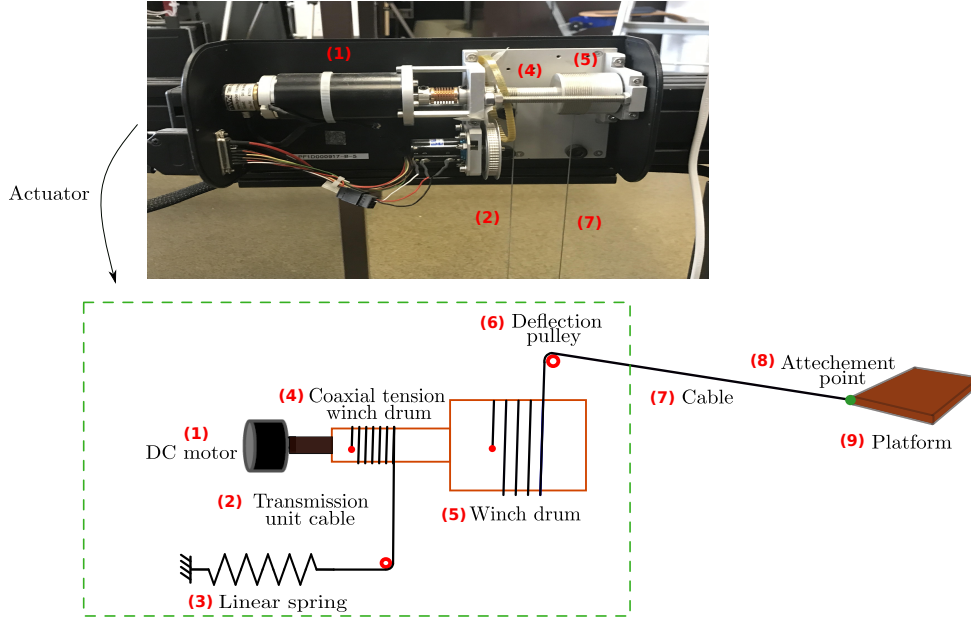 (1)
(4)
(5)
(2)
(7)
Actuator
(6) Deflection
pulley
(8) Attechement
point
(4) Coaxial tension
winch drum
(7) Cable
(1)
DC motor
(9) Platform
(2) Transmission
unit cable
(5) Winch drum
(3) Linear spring